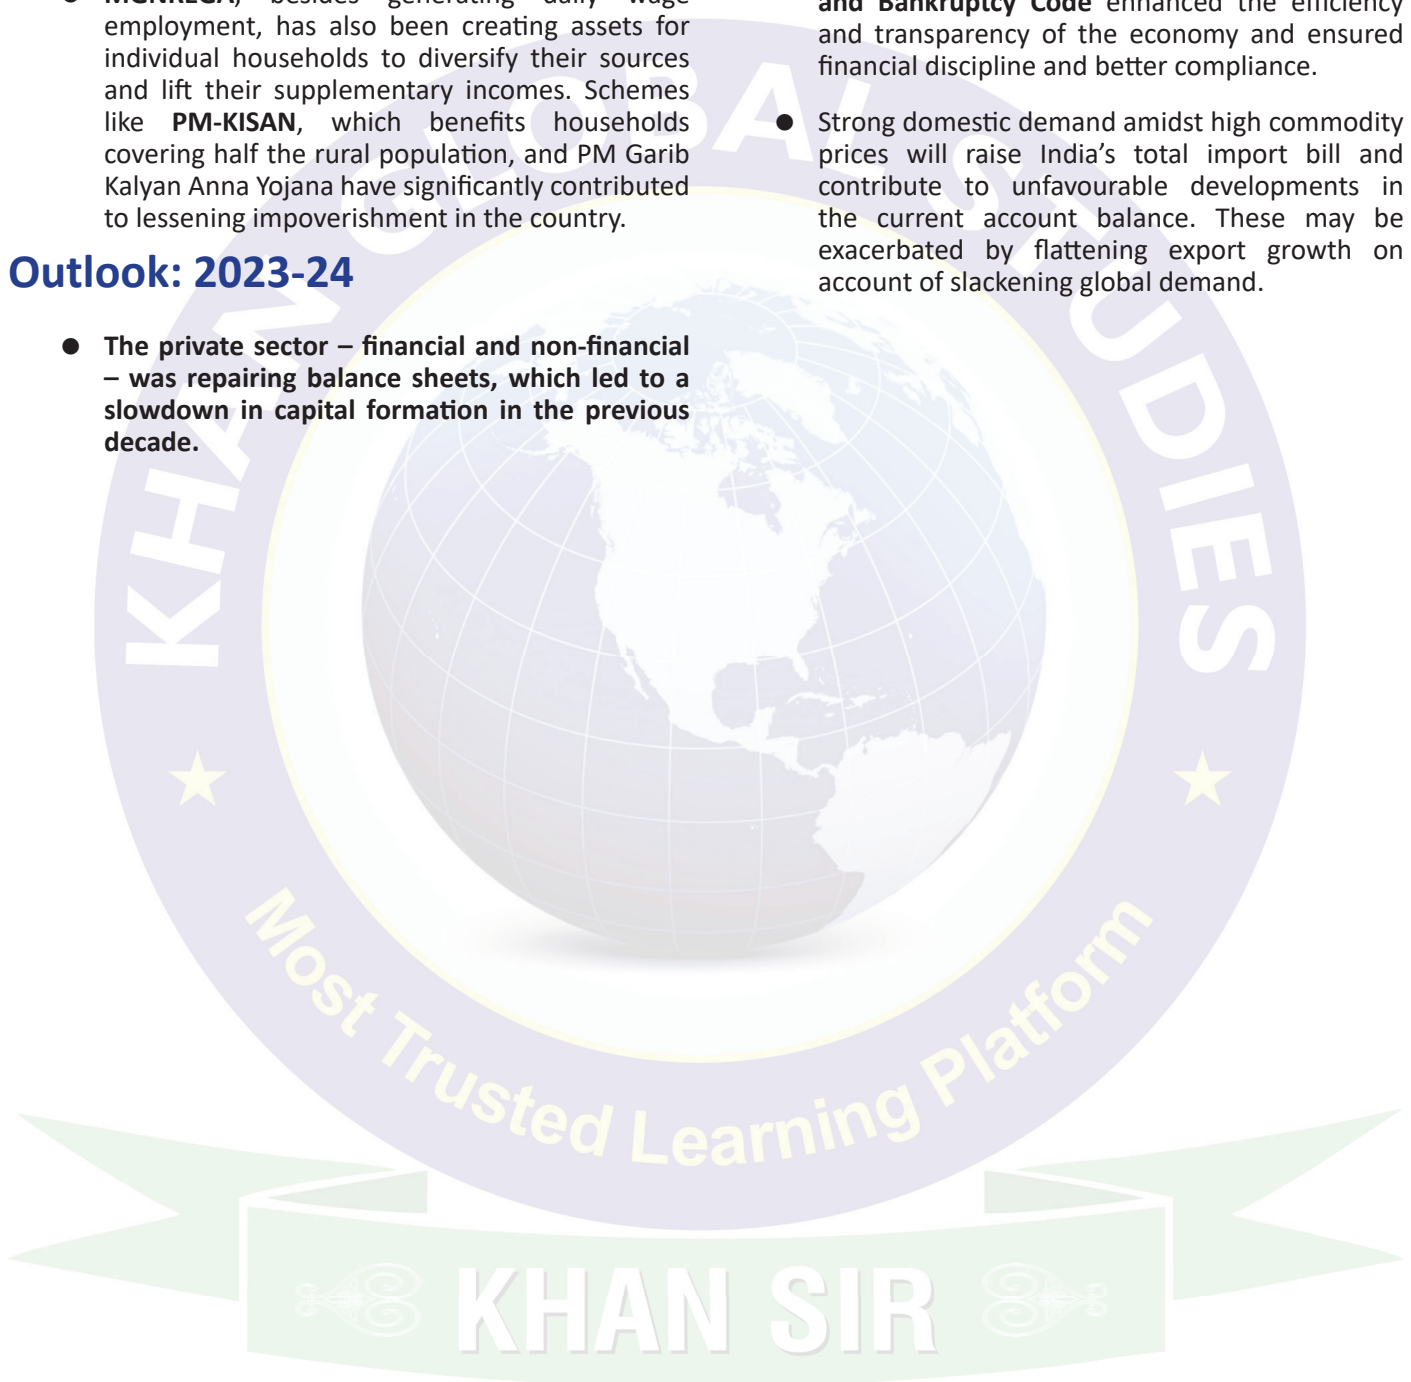 MGNREGA, besides generating daily wage
employment, has also been creating assets for
individual households to diversify their sources
and lift their supplementary incomes. Schemes
like PM-KISAN, which benefits households
covering half the rural population, and PM Garib
Kalyan Anna Yojana have significantly contributed
to lessening impoverishment in the country.
Outlook: 2023-24
● The private sector – financial and non-financial
– was repairing balance sheets, which led to a
slowdown in capital formation in the previous
decade.
and Bankruptcy Code enhanced the efficiency
and transparency of the economy and ensured
financial discipline and better compliance.
● Strong domestic demand amidst high commodity
prices will raise India’s total import bill and
contribute to unfavourable developments in
the current account balance. These may be
exacerbated by flattening export growth on
account of slackening global demand.
KHAN GLOBAL STUDIES
Most Trusted Learning Platform
KHAN SIR